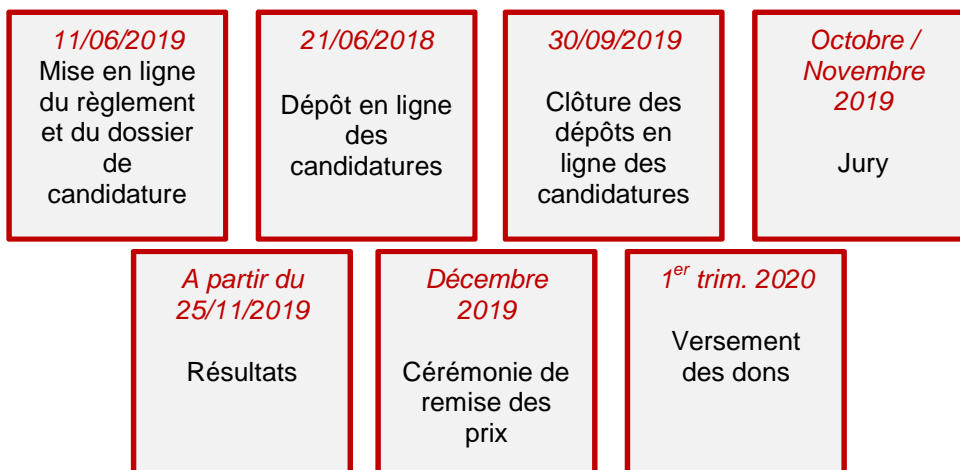 11/06/2019
Mise en ligne
du règlement
et du dossier
de
candidature
21/06/2018
Dépôt en ligne
des
candidatures
30/09/2019
Clôture des
dépôts en
ligne des
candidatures
Octobre /
Novembre
2019
Jury
A partir du
25/11/2019
Résultats
Décembre
2019
Cérémonie de
remise des
prix
1er trim. 2020
Versement
des dons